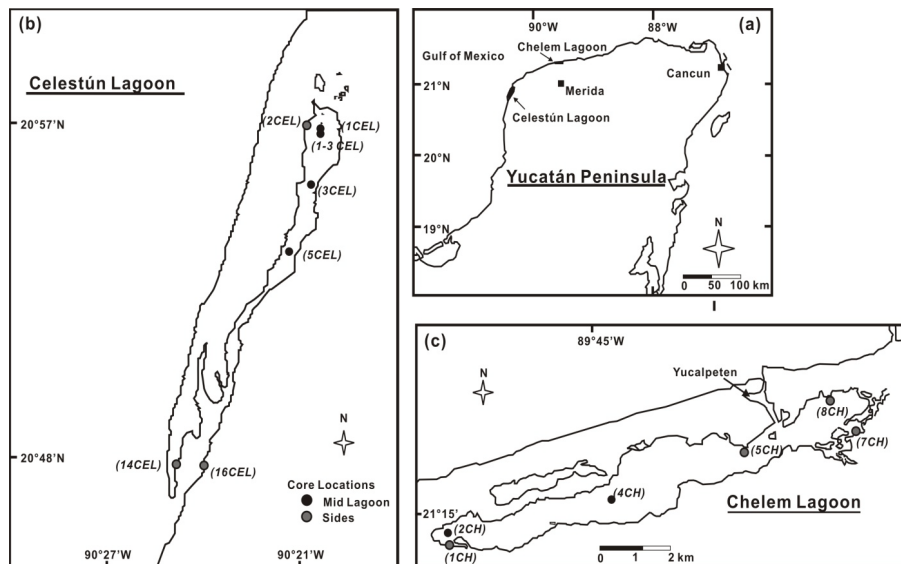 (b)
Celestún Lagoon
20°57'N
(2CEL)
(1CEL)
(1-3 CEL)
(3CEL)
(5CEL)
N
20°48'N
(14CEL)
(16CEL)
Core Locations
Mid Lagoon
Sides
90°27'W
90°21'W
90°W
88°W
(a)
Gulf of Mexico
Chelem Lagoon
Cancun
21°N
Merida
Celestún Lagoon
20°N
Yucatán Peninsula
19°N
N
0
50
100 km
(c)
89°45'W
N
Yucalpeten
(8CH)
(7CH)
(5CH)
(4CH)
Chelem Lagoon
21°15'
(2CH)
(1CH)
0
1
2 km